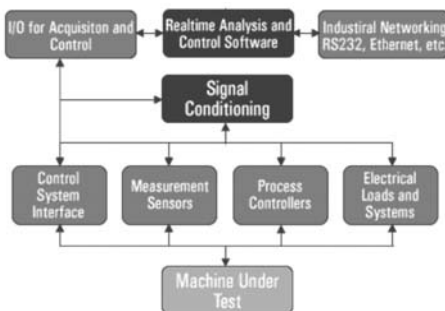 I/O for Acquisiton and
Control
Realtime Analysis and
Control Software
Industiral Networking
RS232, Ethernet, etc
Signal
Conditioning
Control
System
Interface
Measurement
Sensors
Process
Controllers
Electrical
Loads and
Systems
Machine Under
Test